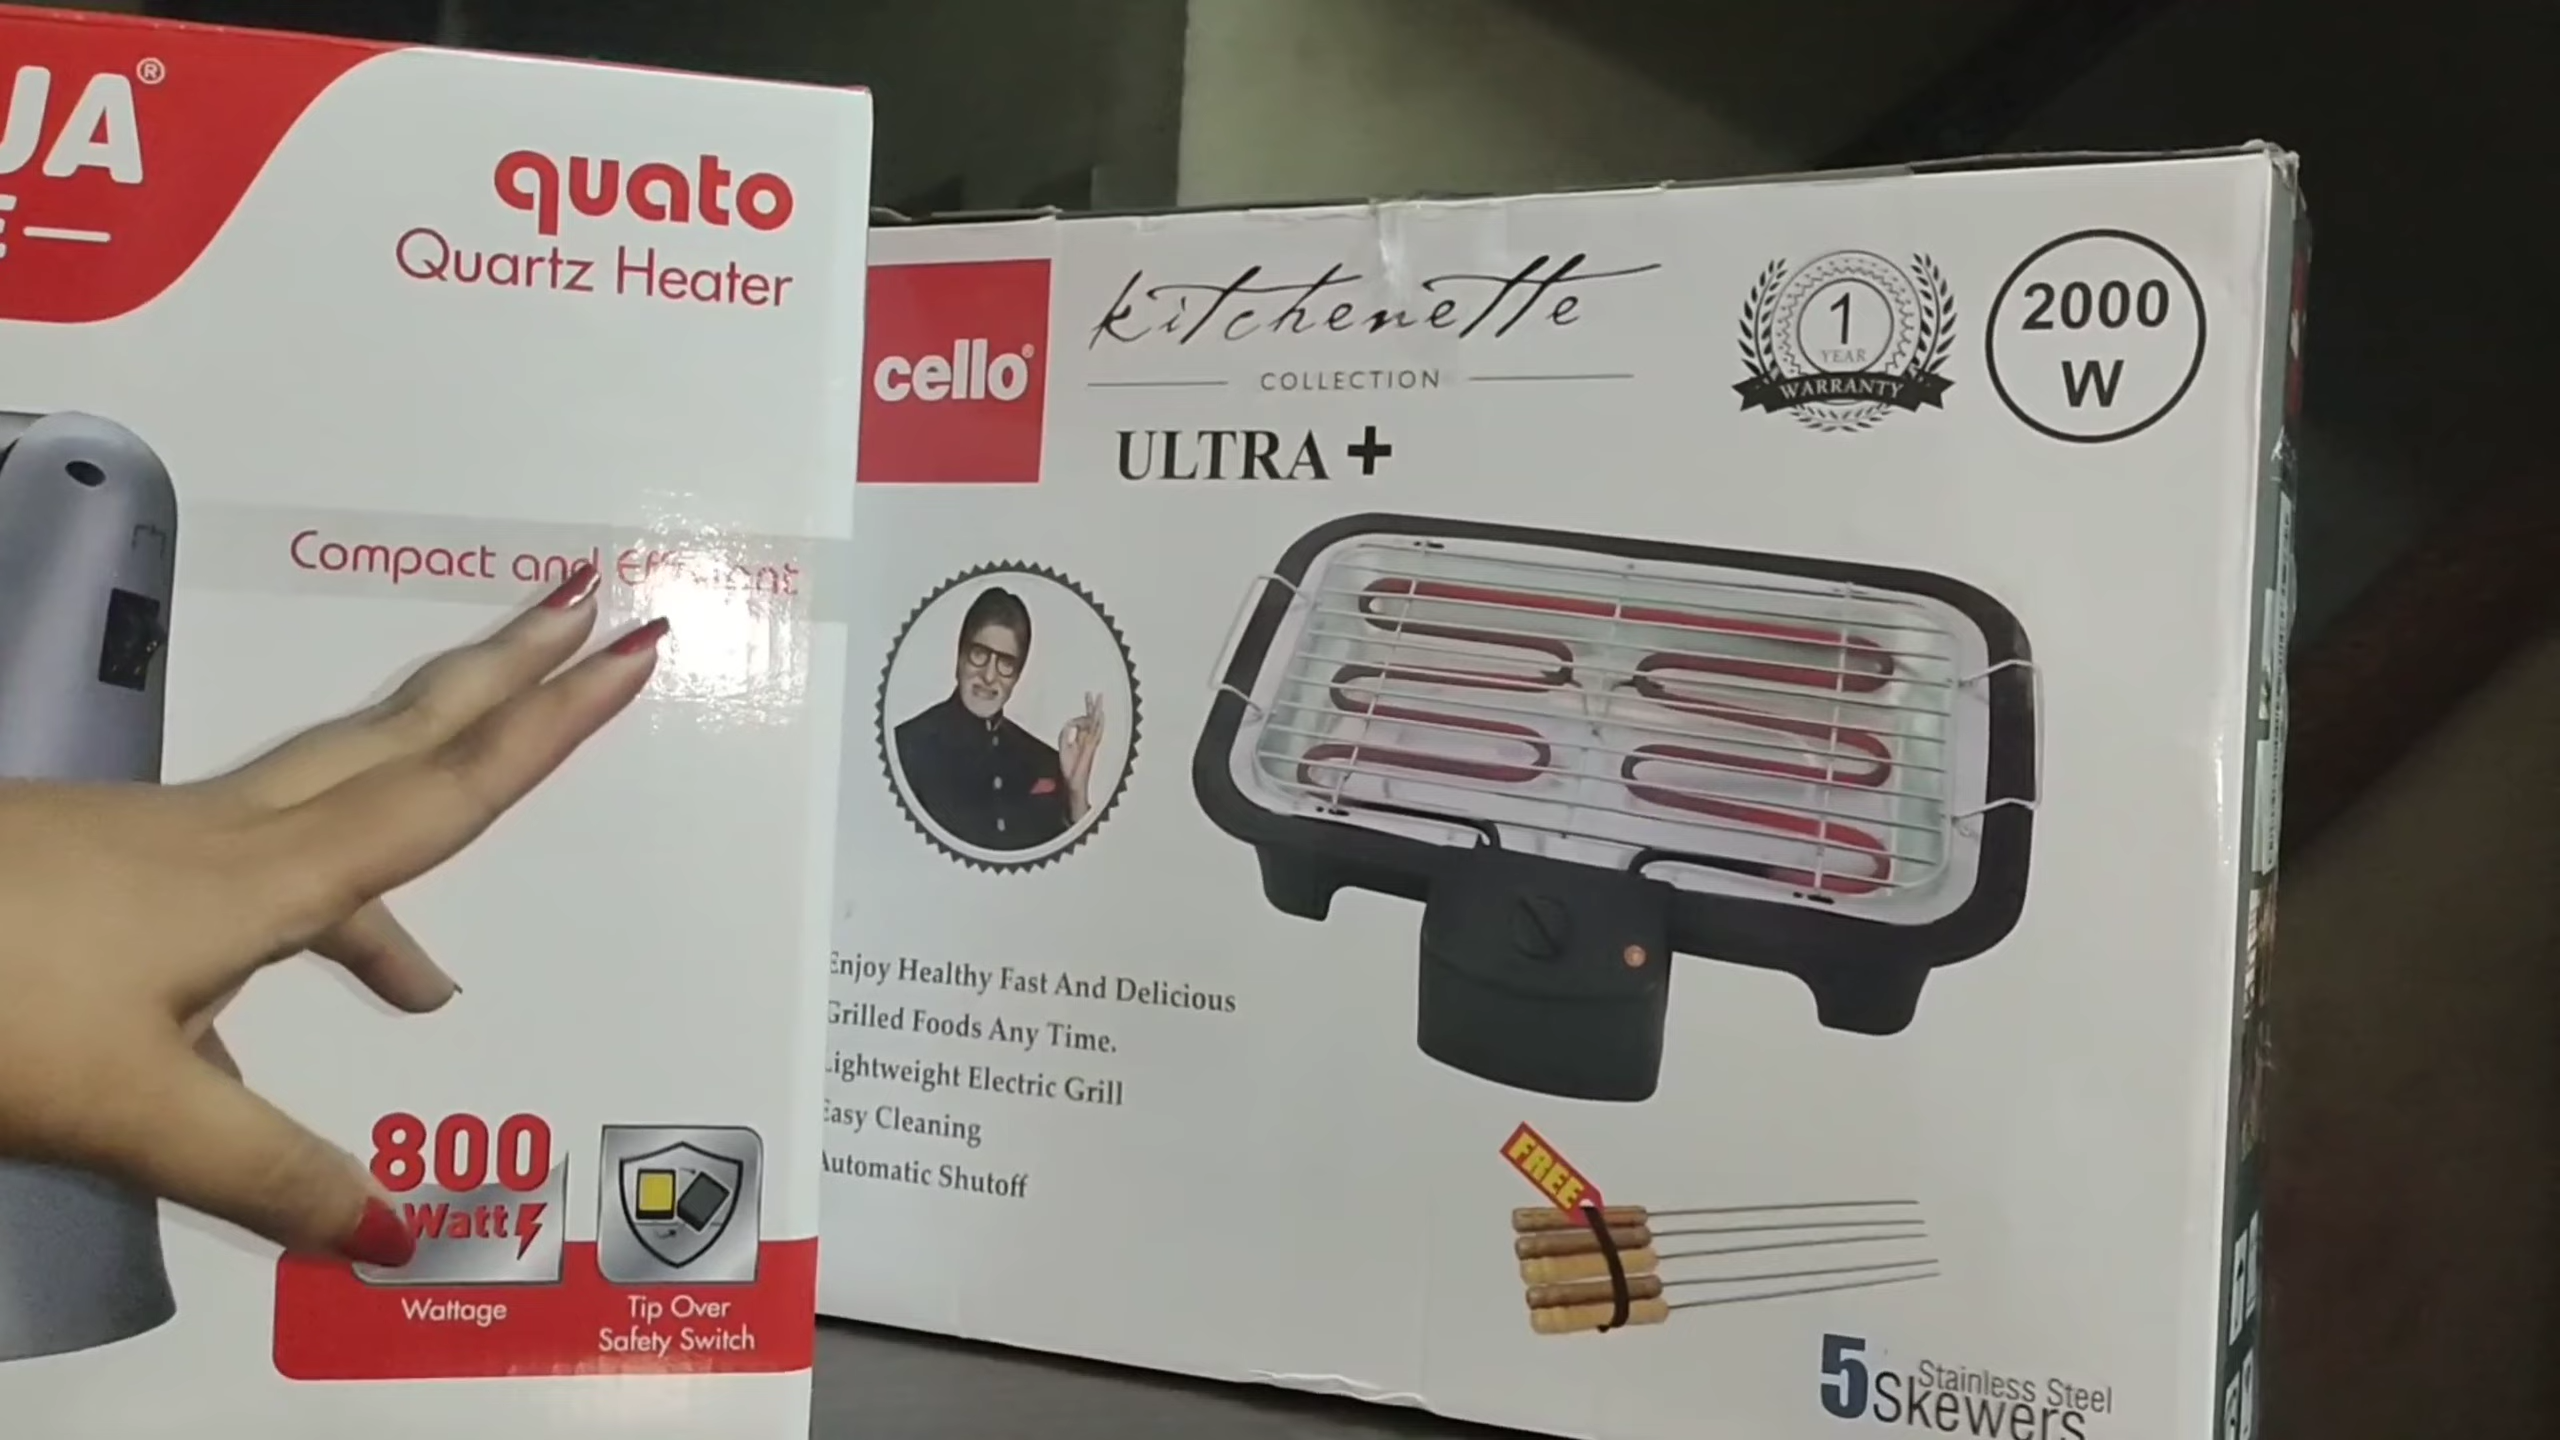 UA®
E
quato
Quartz Heater
Compact and Efficient
800
Watt
Wattage
Tip Over
Safety Switch
cello®
kitchenette
COLLECTION
ULTRA +
1
YEAR
WARRANTY
2000
W
Enjoy Healthy Fast And Delicious
Grilled Foods Any Time.
Lightweight Electric Grill
Easy Cleaning
Automatic Shutoff
FREE
5 Stainless Steel
Skewers